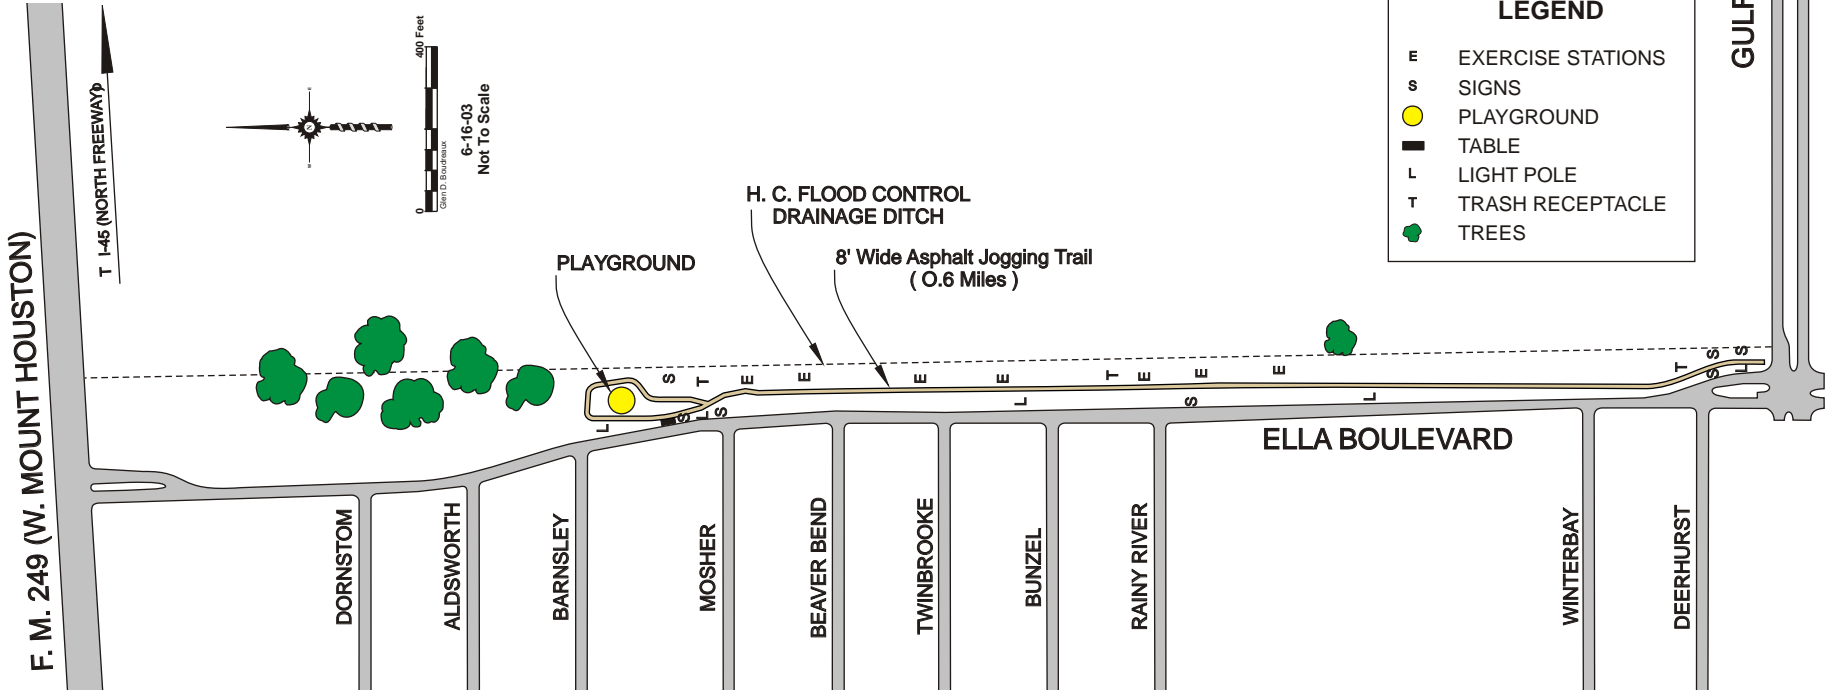 LEGEND
E EXERCISE STATIONS
S SIGNS
PLAYGROUND
TABLE
L LIGHT POLE
T TRASH RECEPTACLE
TREES
F. M. 249 (W. MOUNT HOUSTON)
T I-45 (NORTH FREEWAY)
N
0
400 Feet
Glen D. Boudreaux
6-16-03
Not To Scale
H. C. FLOOD CONTROL
DRAINAGE DITCH
8' Wide Asphalt Jogging Trail
( O.6 Miles )
PLAYGROUND
S T E E E E T E E E T S S
L S L S L S L S L
ELLA BOULEVARD
DORNSTOM
ALDSWORTH
BARNSLEY
MOSHER
BEAVER BEND
TWINBROOKE
BUNZEL
RAINY RIVER
WINTERBAY
DEERHURST